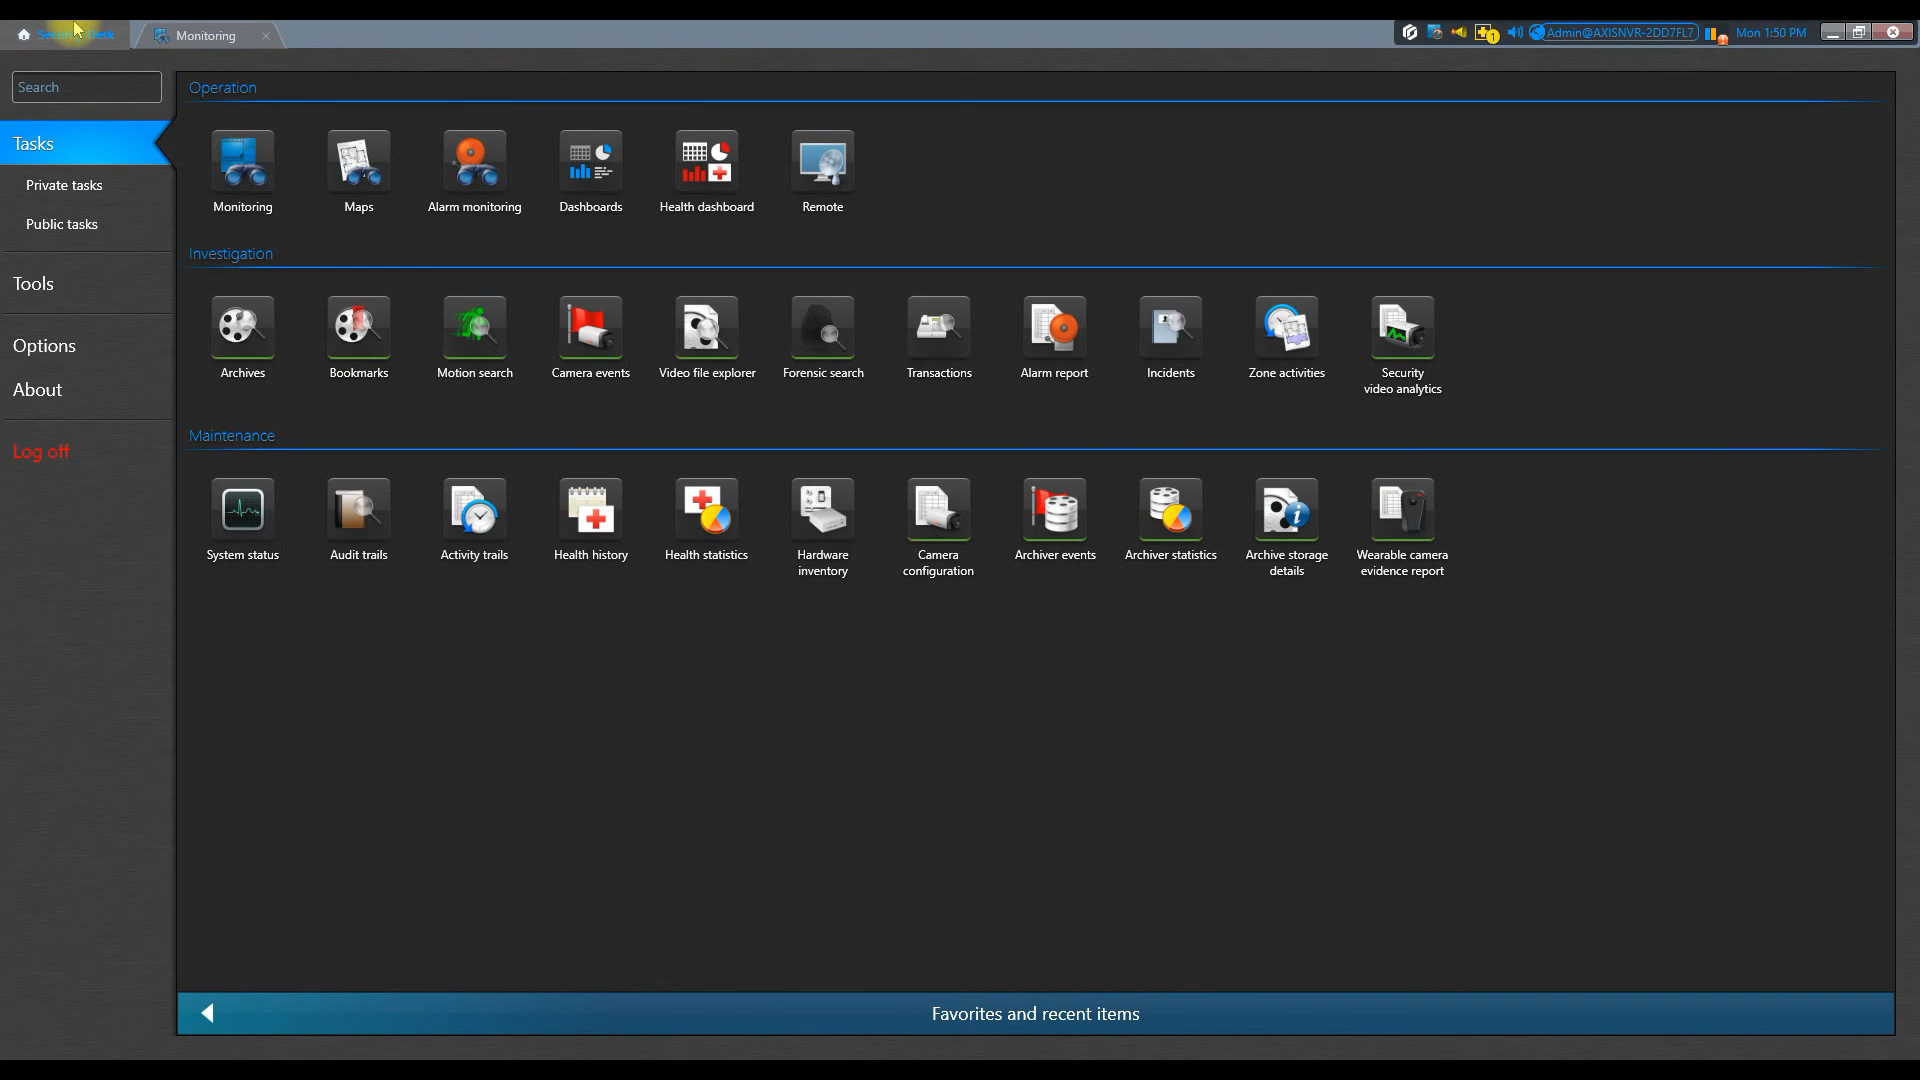 Security Desk
Monitoring
1
Admin@AXISNVR-2DD7FL7
Mon 1:50 PM
Search
Tasks
Private tasks
Public tasks
Tools
Options
About
Log off
Operation
Monitoring
Maps
Alarm monitoring
Dashboards
Health dashboard
Remote
Investigation
Archives
Bookmarks
Motion search
Camera events
Video file explorer
Forensic search
Transactions
Alarm report
Incidents
Zone activities
Security
video analytics
Maintenance
System status
Audit trails
Activity trails
Health history
Health statistics
Hardware
inventory
Camera
configuration
Archiver events
Archiver statistics
Archive storage
details
Wearable camera
evidence report
Favorites and recent items